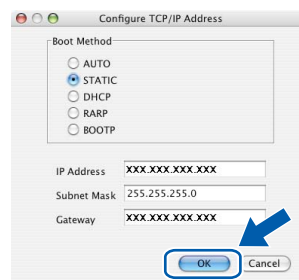 Configure TCP/IP Address
Boot Method
AUTO
STATIC
DHCP
RARP
BOOTP
IP Address XXX.XXX.XXX.XXX
Subnet Mask 255.255.255.0
Gateway XXX.XXX.XXX.XXX
OK Cancel